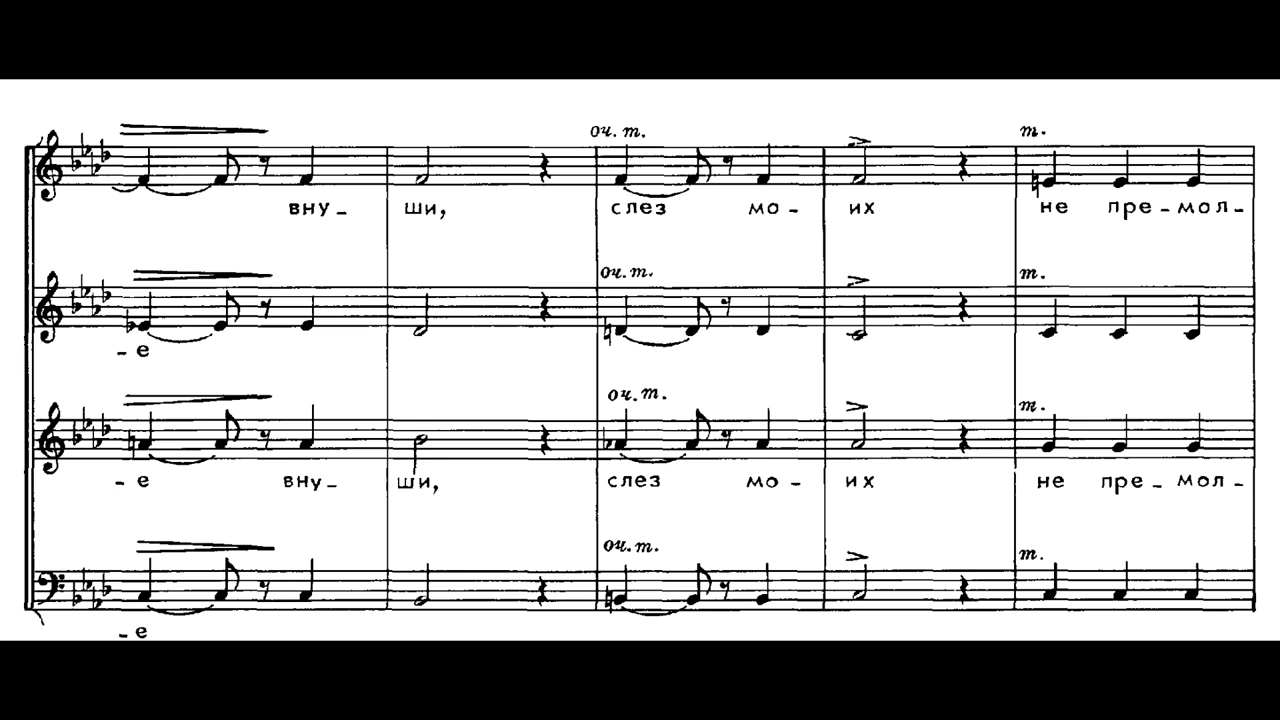 оч. т. т.
вну - ши, слез мо - их не пре - мол -
оч. т. т.
- е
оч. т. т.
- е вну - ши, слез мо - их не пре - мол -
оч. т. т.
- е